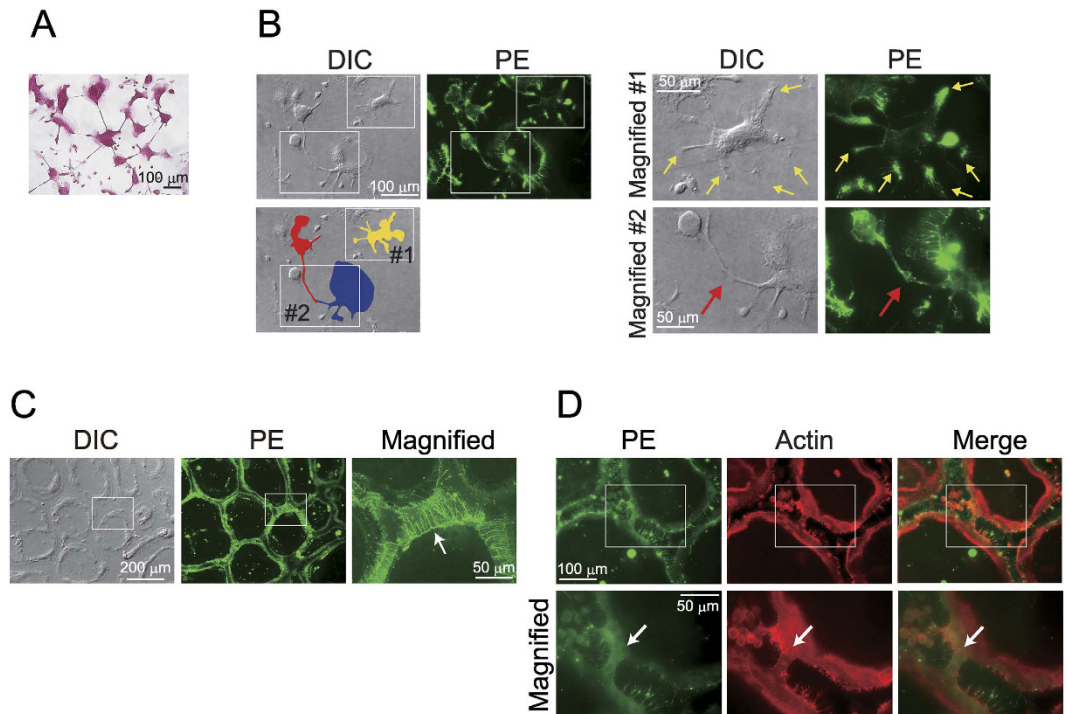 A
100 μm
B
DIC
PE
100 μm
#1
#2
DIC
PE
Magnified #1
50 μm
Magnified #2
50 μm
C
DIC
PE
Magnified
200 μm
50 μm
D
PE
Actin
Merge
100 μm
Magnified
50 μm